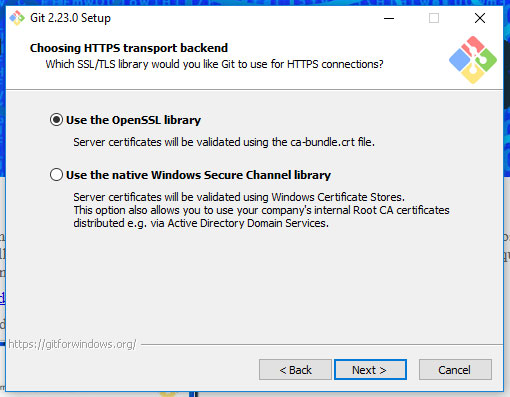 Git 2.23.0 Setup
Choosing HTTPS transport backend
Which SSL/TLS library would you like Git to use for HTTPS connections?
Use the OpenSSL library
Server certificates will be validated using the ca-bundle.crt file.
Use the native Windows Secure Channel library
Server certificates will be validated using Windows Certificate Stores.
This option also allows you to use your company's internal Root CA certificates
distributed e.g. via Active Directory Domain Services.
https://gitforwindows.org/
< Back
Next >
Cancel